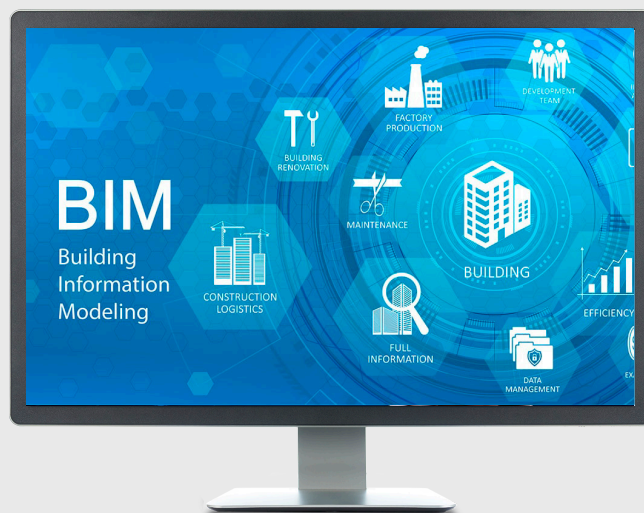 BIM
Building
Information
Modeling
FACTORY
PRODUCTION
DEVELOPMENT
TEAM
BUILDING
RENOVATION
MAINTENANCE
BUILDING
CONSTRUCTION
LOGISTICS
EFFICIENCY
FULL
INFORMATION
DATA
MANAGEMENT